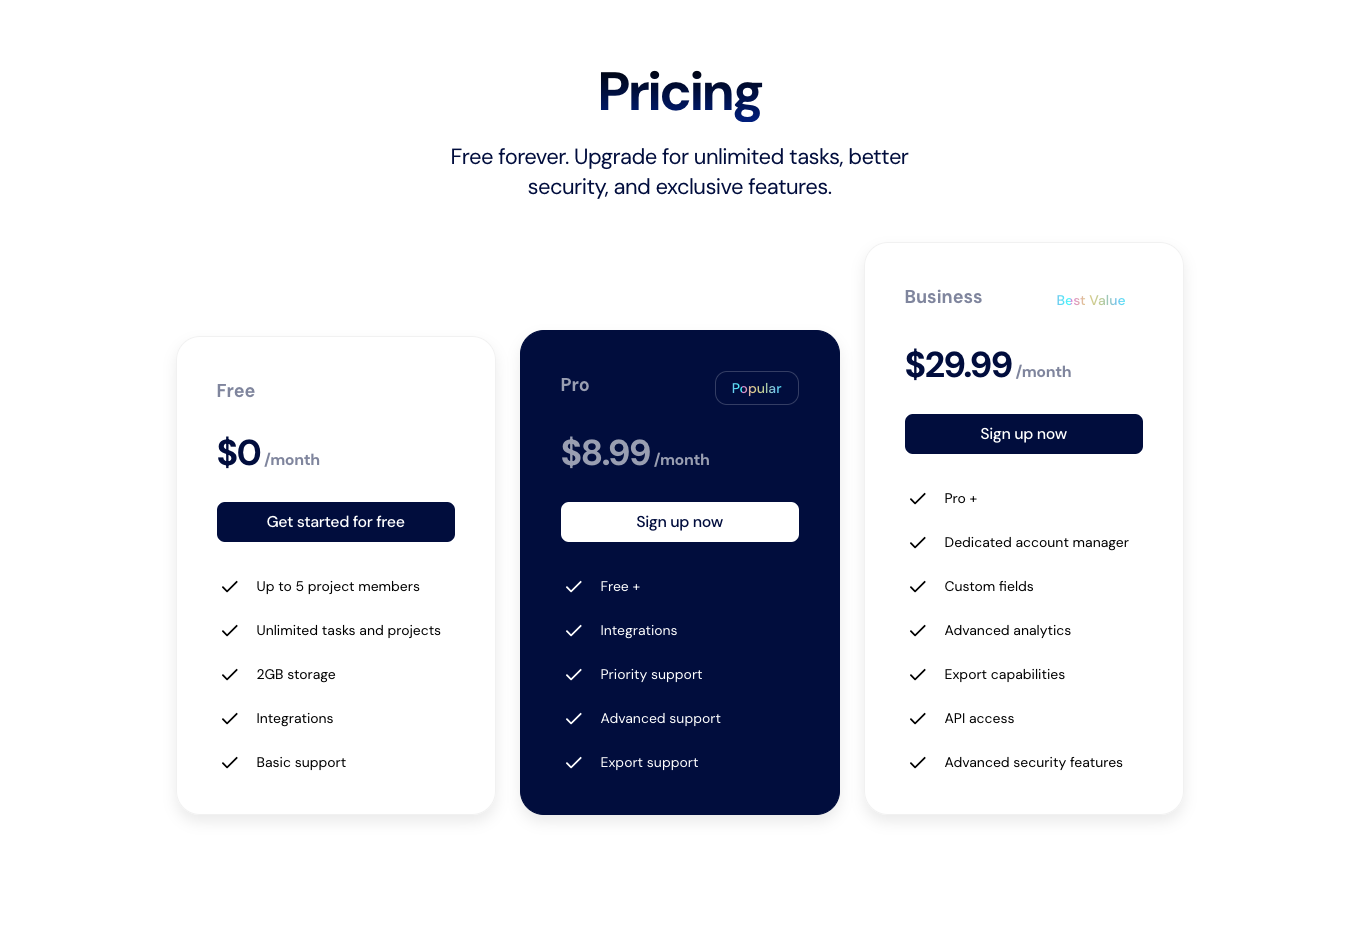 Pricing
Free forever. Upgrade for unlimited tasks, better
security, and exclusive features.
Free
$0 /month
Get started for free
Up to 5 project members
Unlimited tasks and projects
2GB storage
Integrations
Basic support
Pro
Popular
$8.99 /month
Sign up now
Free +
Integrations
Priority support
Advanced support
Export support
Business
Best Value
$29.99 /month
Sign up now
Pro +
Dedicated account manager
Custom fields
Advanced analytics
Export capabilities
API access
Advanced security features